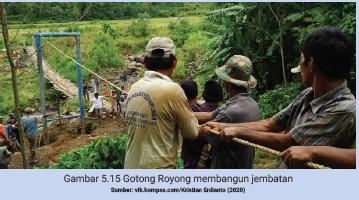 Gambar 5.15 Gotong Royong membangun jembatan
Sumber: vik.kompas.com/Kristian Erdianto (2020)